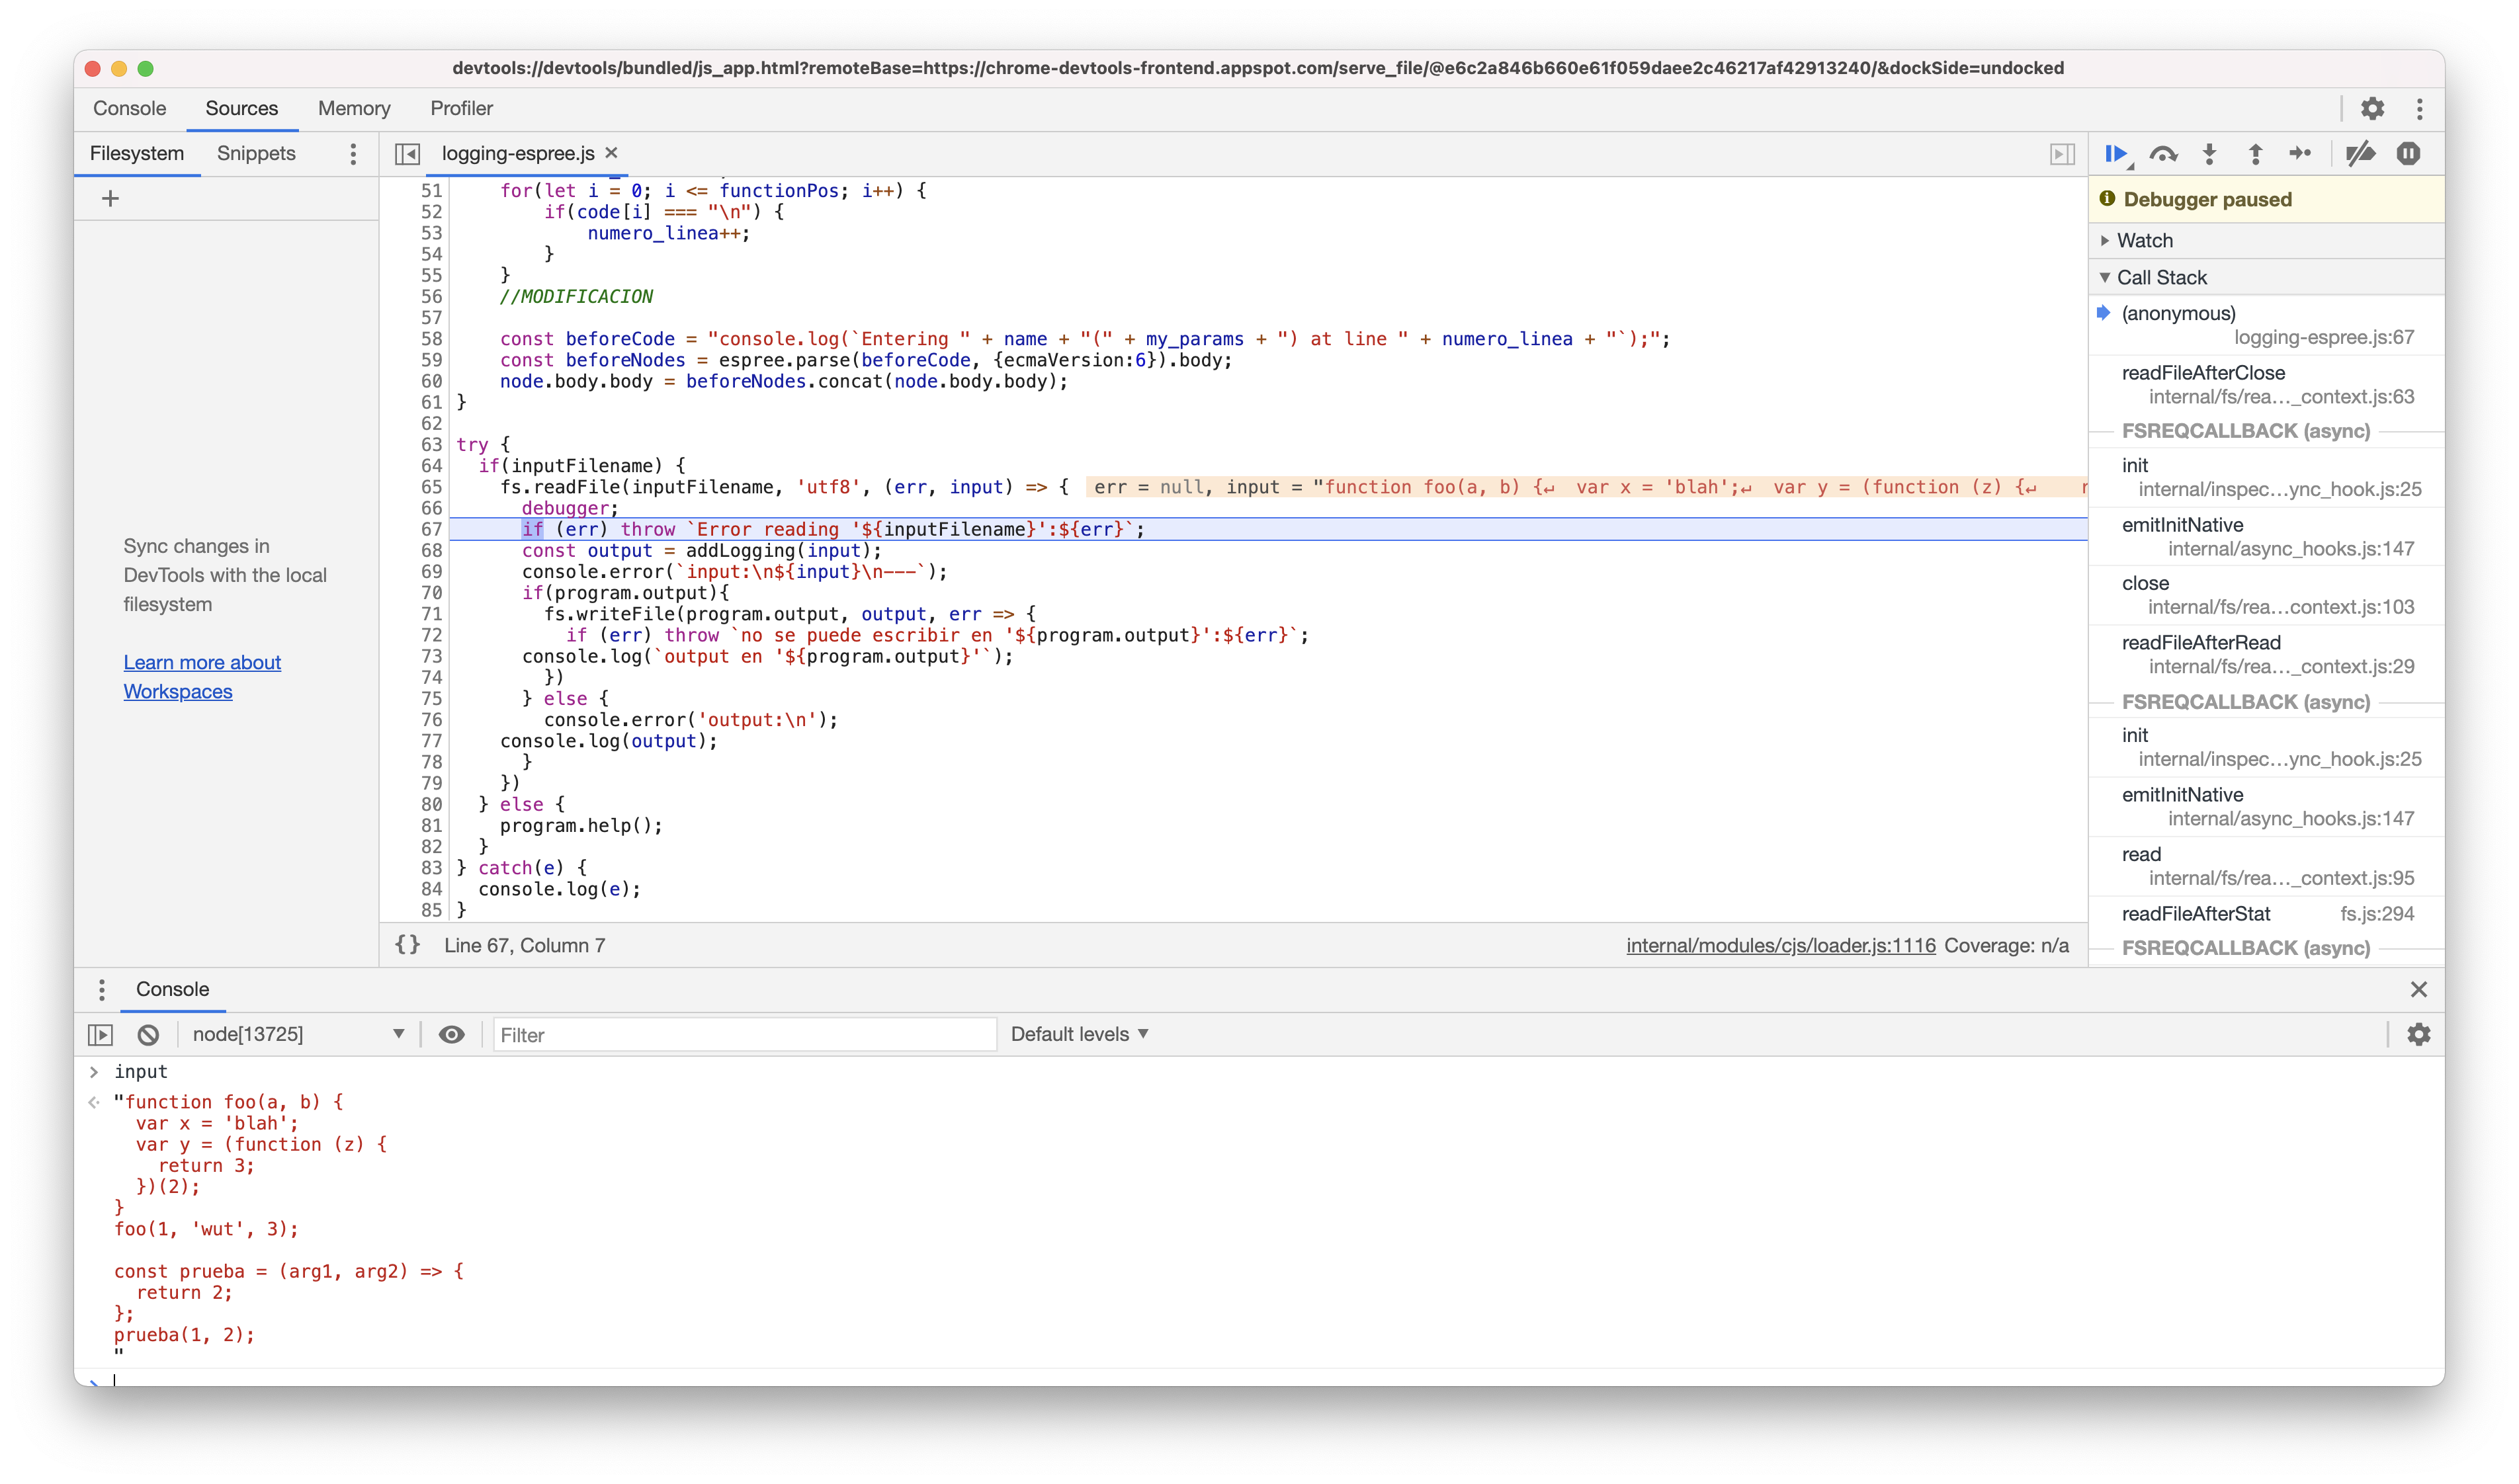 devtools://devtools/bundled/js_app.html?remoteBase=https://chrome-devtools-frontend.appspot.com/serve_file/@e6c2a846b660e61f059daee2c46217af42913240/&dockSide=undocked
Console Sources Memory Profiler
Filesystem Snippets
logging-espree.js
Sync changes in
DevTools with the local
filesystem
Learn more about
Workspaces
51     for(let i = 0; i <= functionPos; i++) {
52         if(code[i] === "\n") {
53             numero_linea++;
54         }
55     }
56     //MODIFICACION
57
58     const beforeCode = "console.log(`Entering " + name + "(" + my_params + ") at line " + numero_linea + "`);";
59     const beforeNodes = espree.parse(beforeCode, {ecmaVersion:6}).body;
60     node.body.body = beforeNodes.concat(node.body.body);
61 }
62
63 try {
64   if(inputFilename) {
65     fs.readFile(inputFilename, 'utf8', (err, input) => { err = null, input = "function foo(a, b) {↵  var x = 'blah';↵  var y = (function (z) {↵    r
66       debugger;
67       if (err) throw `Error reading '${inputFilename}':${err}`;
68       const output = addLogging(input);
69       console.error(`input:\n${input}\n---`);
70       if(program.output){
71         fs.writeFile(program.output, output, err => {
72           if (err) throw `no se puede escribir en '${program.output}':${err}`;
73       console.log(`output en '${program.output}'`);
74         })
75       } else {
76         console.error('output:\n');
77     console.log(output);
78       }
79     })
80   } else {
81     program.help();
82   }
83 } catch(e) {
84   console.log(e);
85 }
{} Line 67, Column 7
internal/modules/cjs/loader.js:1116 Coverage: n/a
Debugger paused
Watch
Call Stack
(anonymous)
logging-espree.js:67
readFileAfterClose
internal/fs/rea…_context.js:63
FSREQCALLBACK (async)
init
internal/inspec…ync_hook.js:25
emitInitNative
internal/async_hooks.js:147
close
internal/fs/rea…context.js:103
readFileAfterRead
internal/fs/rea…_context.js:29
FSREQCALLBACK (async)
init
internal/inspec…ync_hook.js:25
emitInitNative
internal/async_hooks.js:147
read
internal/fs/rea…_context.js:95
readFileAfterStat fs.js:294
FSREQCALLBACK (async)
Console
node[13725] Filter Default levels
> input
"function foo(a, b) {
  var x = 'blah';
  var y = (function (z) {
    return 3;
  })(2);
}
foo(1, 'wut', 3);

const prueba = (arg1, arg2) => {
  return 2;
};
prueba(1, 2);
"